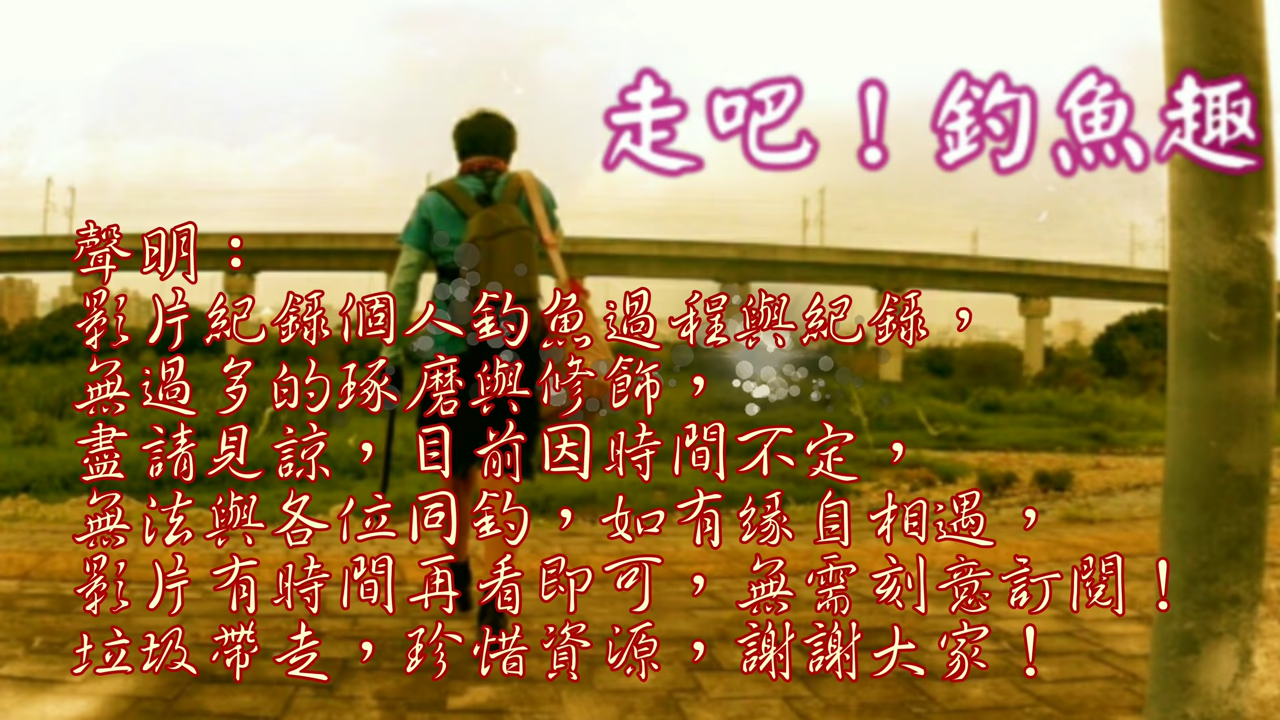 走吧！釣魚趣
聲明：
影片紀錄個人釣魚過程與紀錄，
無過多的琢磨與修飾，
盡請見諒，目前因時間不定，
無法與各位同釣，如有緣自相遇，
影片有時間再看即可，無需刻意訂閱！
垃圾帶走，珍惜資源，謝謝大家！